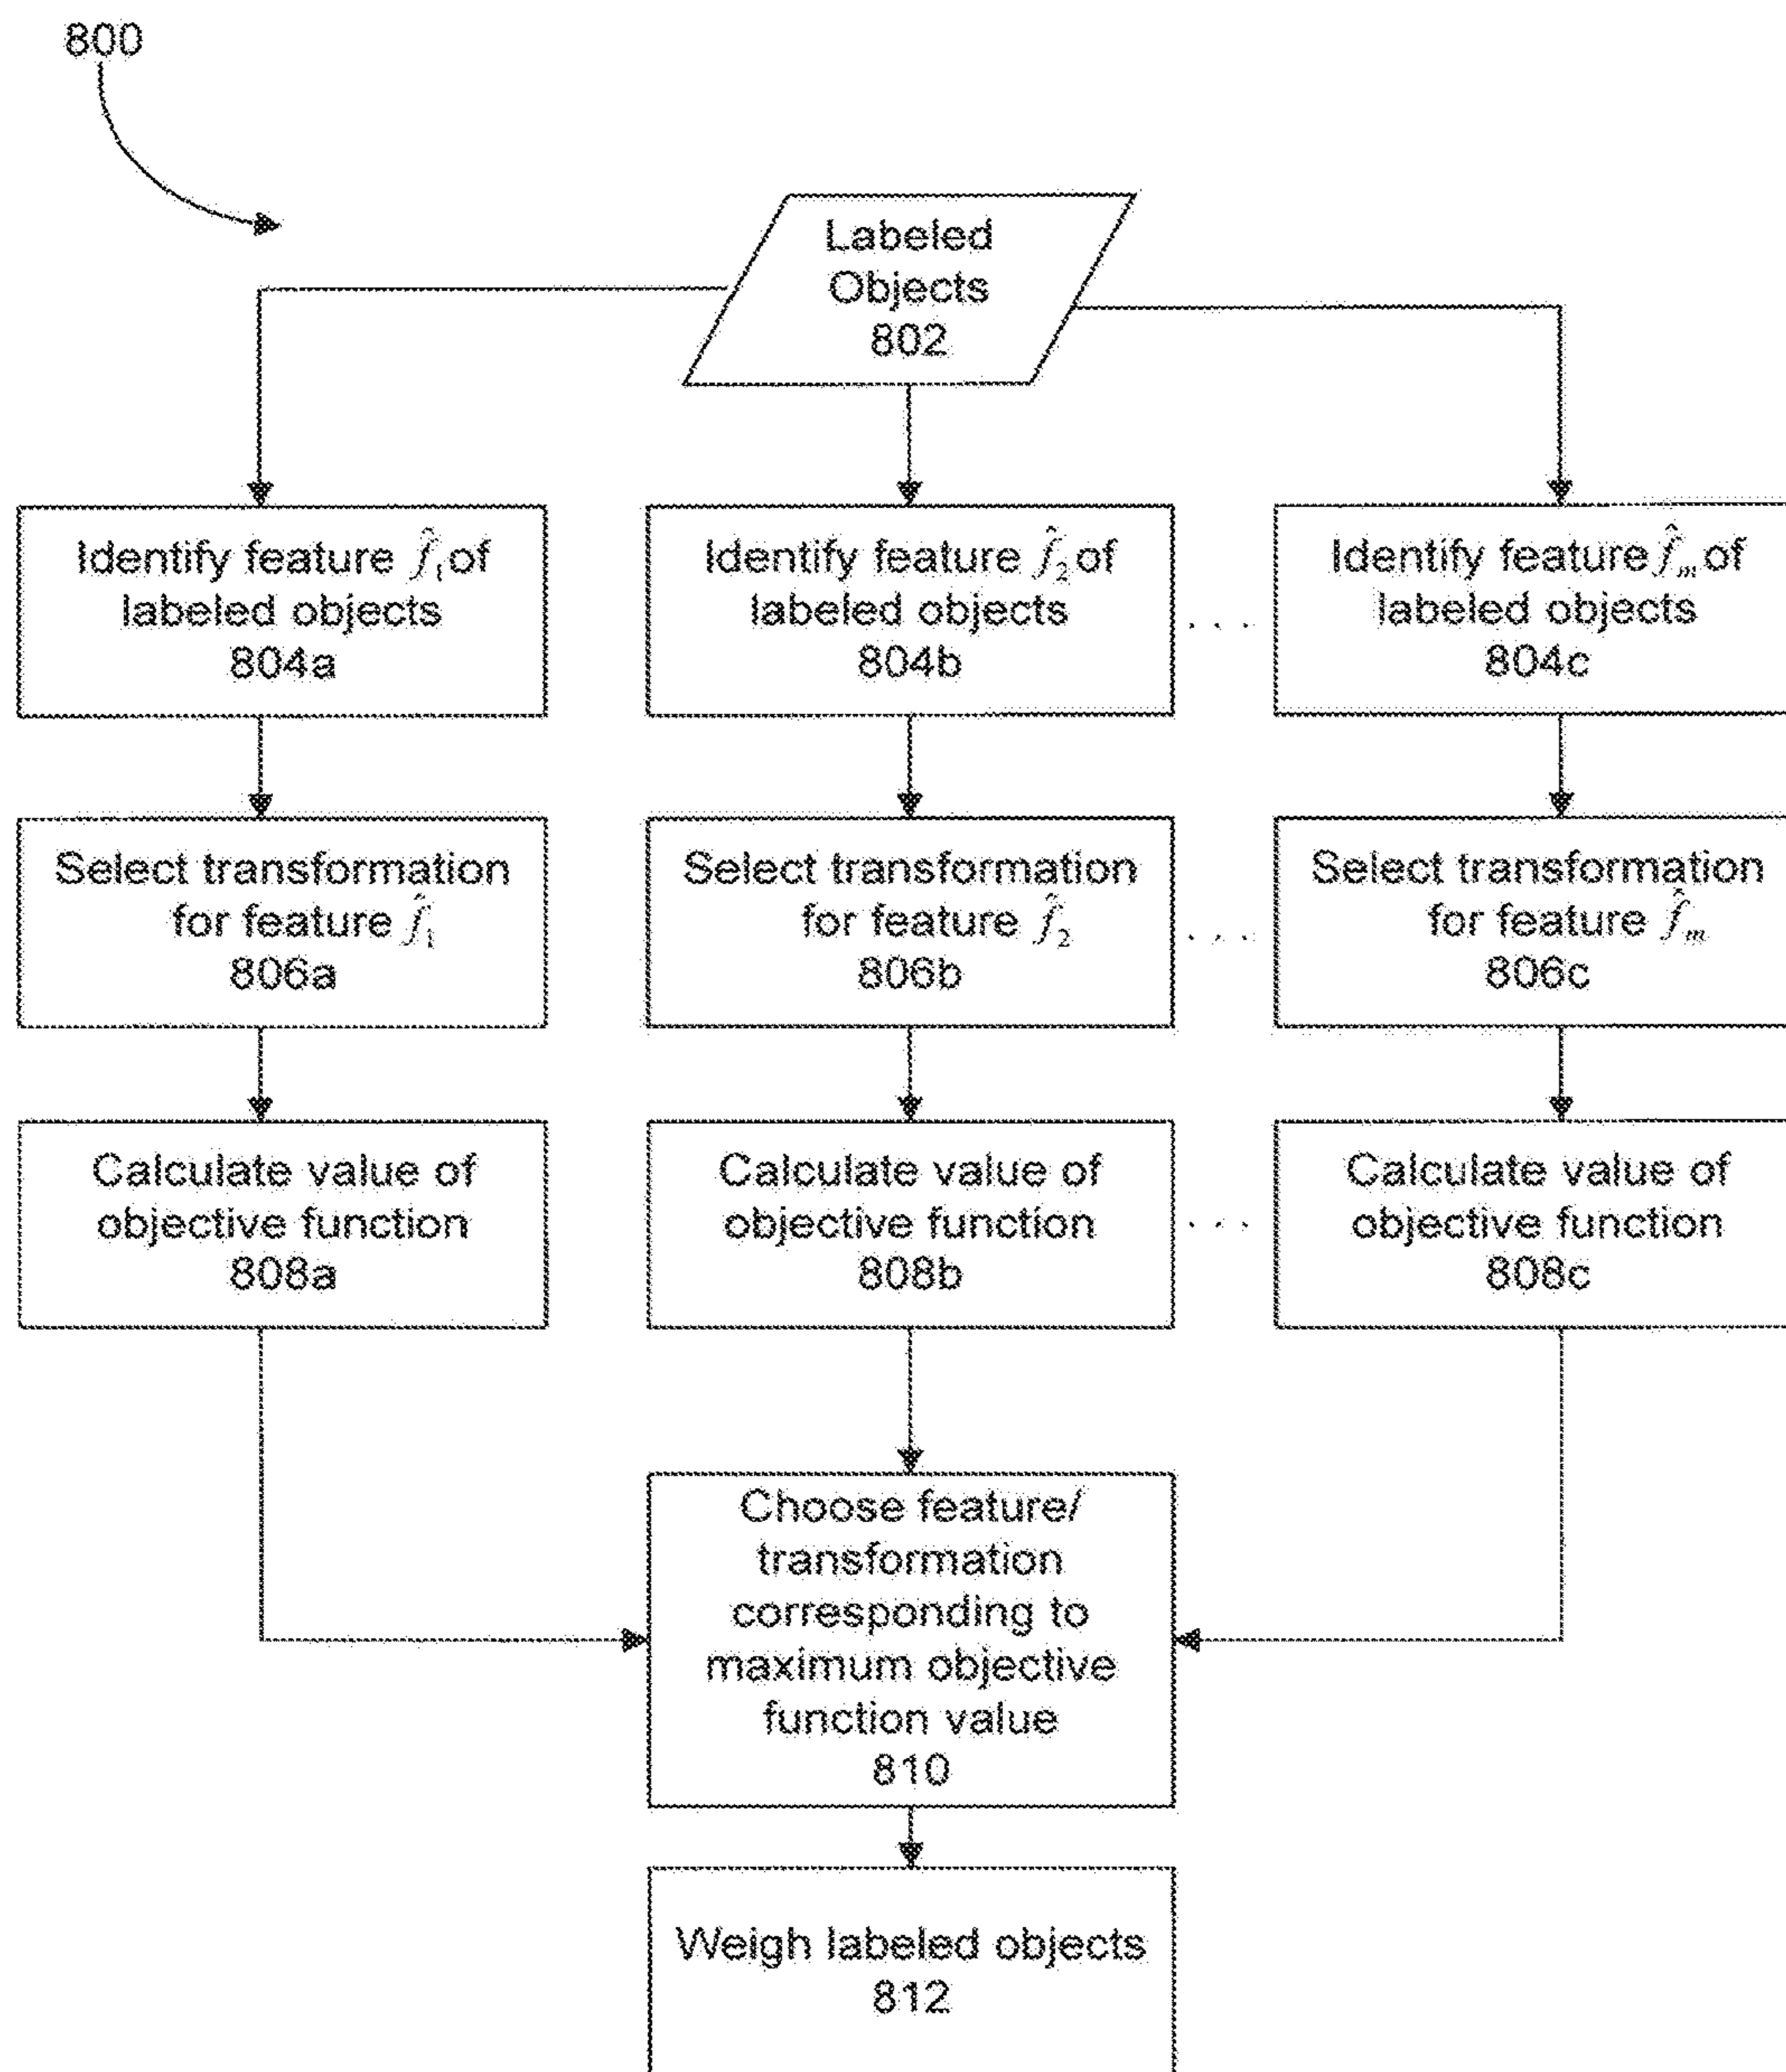 800
Labeled
Objects
802
Identify feature f̂₁ of
labeled objects
804a
Identify feature f̂₂ of
labeled objects
804b
. . .
Identify feature f̂ₘ of
labeled objects
804c
Select transformation
for feature f̂₁
806a
Select transformation
for feature f̂₂
806b
. . .
Select transformation
for feature f̂ₘ
806c
Calculate value of
objective function
808a
Calculate value of
objective function
808b
. . .
Calculate value of
objective function
808c
Choose feature/
transformation
corresponding to
maximum objective
function value
810
Weigh labeled objects
812